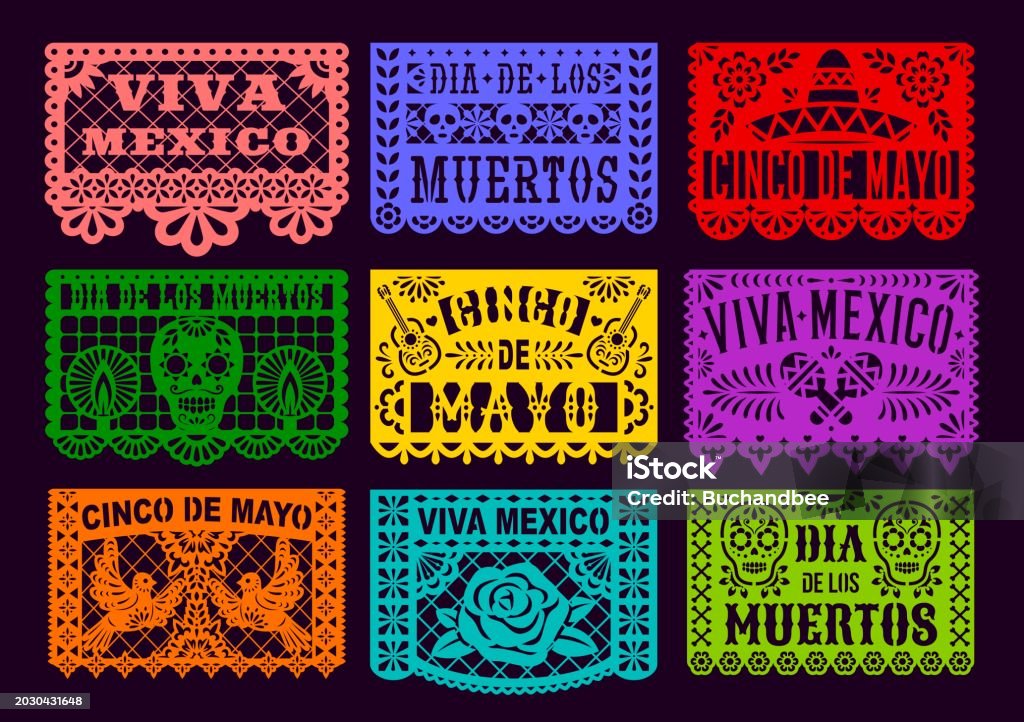 VIVA
MEXICO
DIA DE LOS
MUERTOS
CINCO DE MAYO
DIA DE LOS MUERTOS
CINCO
DE
MAYO
VIVA MEXICO
iStock™
Credit: Buchandbee
CINCO DE MAYO
VIVA MEXICO
DIA
DE LOS
MUERTOS
2030431648